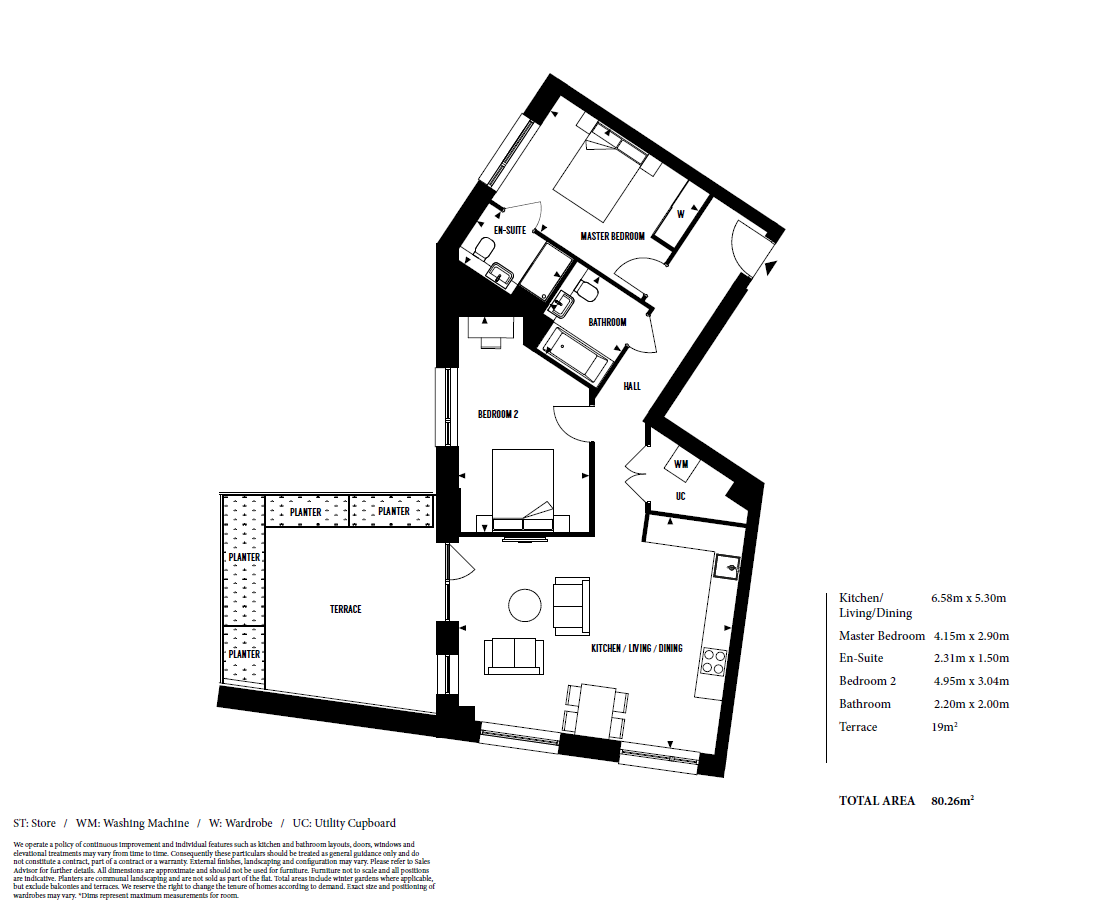 W
EN-SUITE
MASTER BEDROOM
BATHROOM
HALL
BEDROOM 2
WM
UC
PLANTER
PLANTER
PLANTER
TERRACE
PLANTER
KITCHEN / LIVING / DINING
Kitchen/ 6.58m x 5.30m
Living/Dining
Master Bedroom 4.15m x 2.90m
En-Suite 2.31m x 1.50m
Bedroom 2 4.95m x 3.04m
Bathroom 2.20m x 2.00m
Terrace 19m²
TOTAL AREA 80.26m²
ST: Store / WM: Washing Machine / W: Wardrobe / UC: Utility Cupboard
We operate a policy of continuous improvement and individual features such as kitchen and bathroom layouts, doors, windows and
elevational treatments may vary from time to time. Consequently these particulars should be treated as general guidance only and do
not constitute a contract, part of a contract or a warranty. External finishes, landscaping and configuration may vary. Please refer to Sales
Advisor for further details. All dimensions are approximate and should not be used for furniture. Furniture not to scale and all positions
are indicative. Planters are communal landscaping and are not sold as part of the flat. Total areas include winter gardens where applicable,
but exclude balconies and terraces. We reserve the right to change the tenure of homes according to demand. Exact size and positioning of
wardrobes may vary. *Dims represent maximum measurements for room.